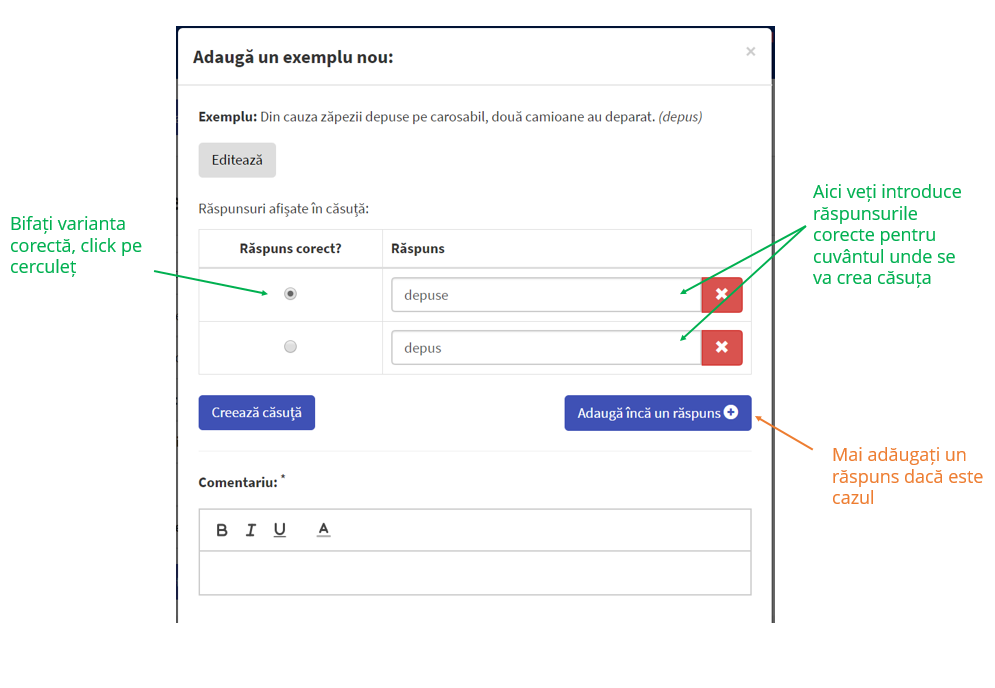 Adaugă un exemplu nou:
×
Exemplu: Din cauza zăpezii depuse pe carosabil, două camioane au deparat. (depus)
Editează
Răspunsuri afișate în căsuță:
Răspuns corect? Răspuns
depuse
depus
Creează căsuță
Adaugă încă un răspuns
Comentariu: *
B I U A
Bifați varianta
corectă, click pe
cerculeț
Aici veți introduce
răspunsurile
corecte pentru
cuvântul unde se
va crea căsuța
Mai adăugați un
răspuns dacă este
cazul